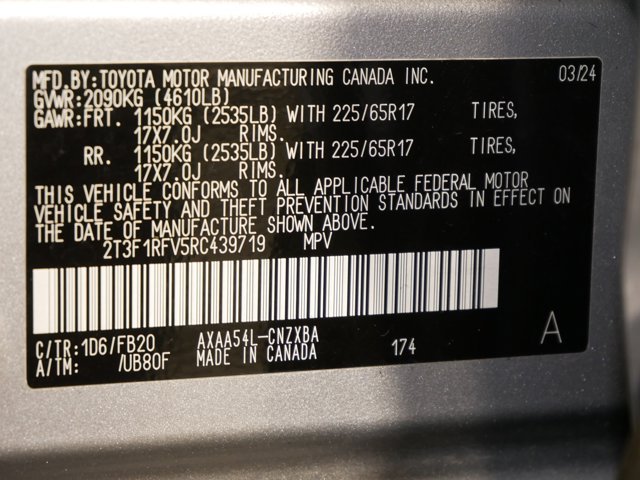 MFD.BY:TOYOTA MOTOR MANUFACTURING CANADA INC. 03/24
GVWR:2090KG (4610LB)
GAWR:FRT. 1150KG (2535LB) WITH 225/65R17 TIRES,
17X7.0J RIMS.
RR. 1150KG (2535LB) WITH 225/65R17 TIRES,
17X7.0J RIMS.
THIS VEHICLE CONFORMS TO ALL APPLICABLE FEDERAL MOTOR
VEHICLE SAFETY AND THEFT PREVENTION STANDARDS IN EFFECT ON
THE DATE OF MANUFACTURE SHOWN ABOVE.
2T3F1RFV5RC439719 MPV
C/TR:1D6/FB20 AXAA54L-CNZXBA 174 A
A/TM: /UB80F MADE IN CANADA